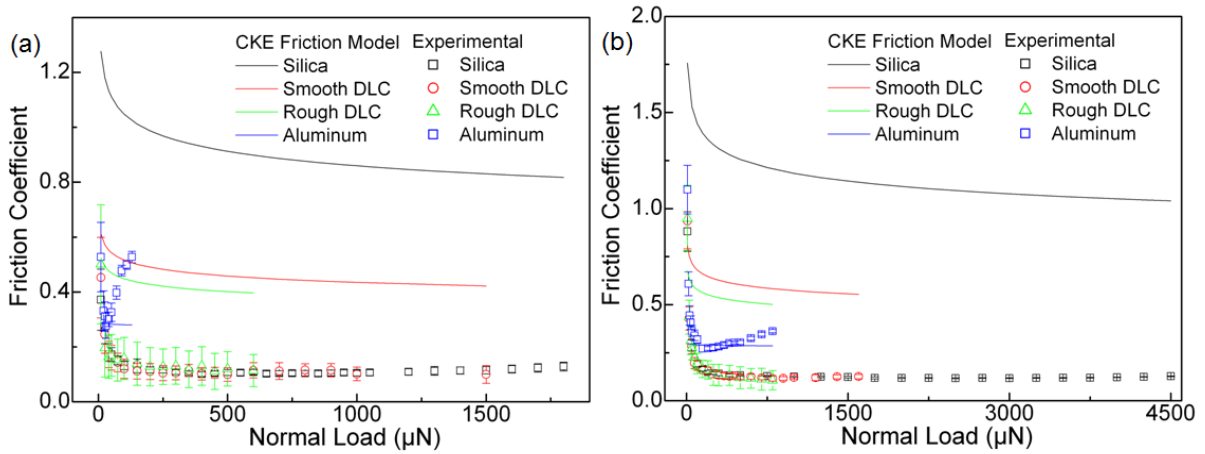 (a)
CKE Friction Model Experimental
Silica Silica
Smooth DLC Smooth DLC
Rough DLC Rough DLC
Aluminum Aluminum
Friction Coefficient
1.2
0.8
0.4
0.0
0 500 1000 1500
Normal Load (µN)
(b)
CKE Friction Model Experimental
Silica Silica
Smooth DLC Smooth DLC
Rough DLC Rough DLC
Aluminum Aluminum
Friction Coefficient
2.0
1.5
1.0
0.5
0.0
0 1500 3000 4500
Normal Load (µN)